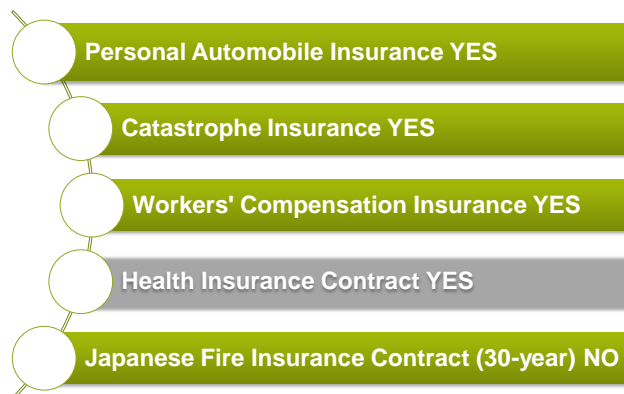 Personal Automobile Insurance YES
Catastrophe Insurance YES
Workers' Compensation Insurance YES
Health Insurance Contract YES
Japanese Fire Insurance Contract (30-year) NO